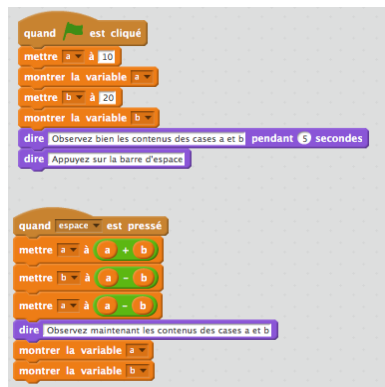 quand est cliqué
mettre a à 10
montrer la variable a
mettre b à 20
montrer la variable b
dire Observez bien les contenus des cases a et b pendant 5 secondes
dire Appuyez sur la barre d'espace
quand espace est pressé
mettre a à a + b
mettre b à a - b
mettre a à a - b
dire Observez maintenant les contenus des cases a et b
montrer la variable a
montrer la variable b